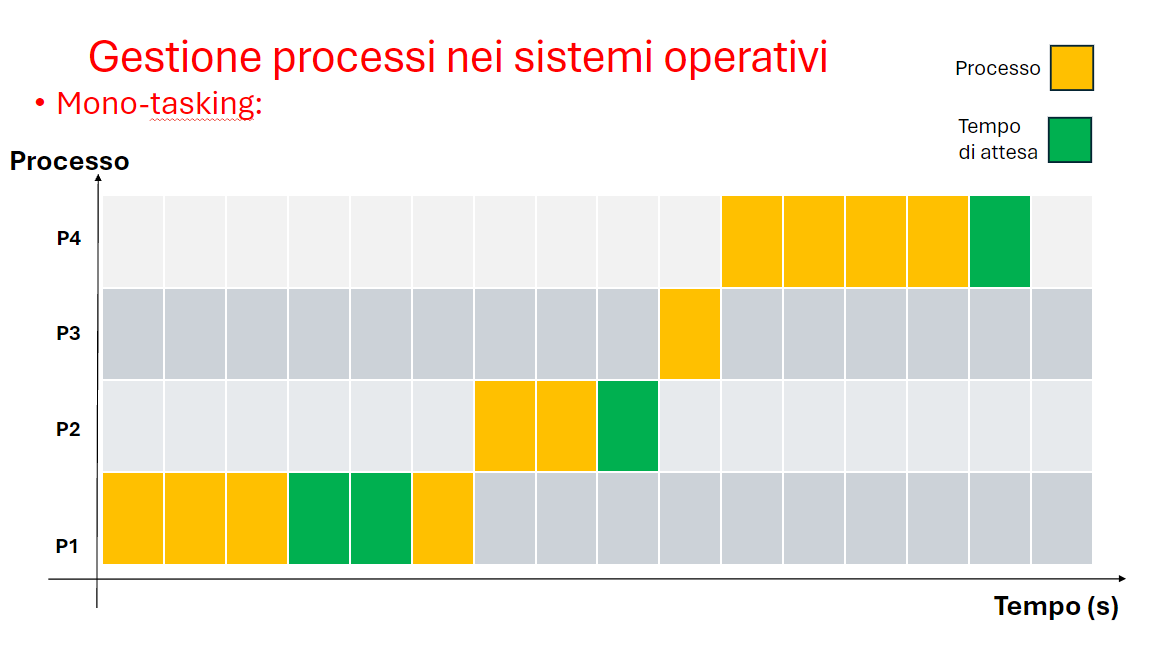 Gestione processi nei sistemi operativi
• Mono-tasking:
Processo
Tempo
di attesa
Processo
P4
P3
P2
P1
Tempo (s)